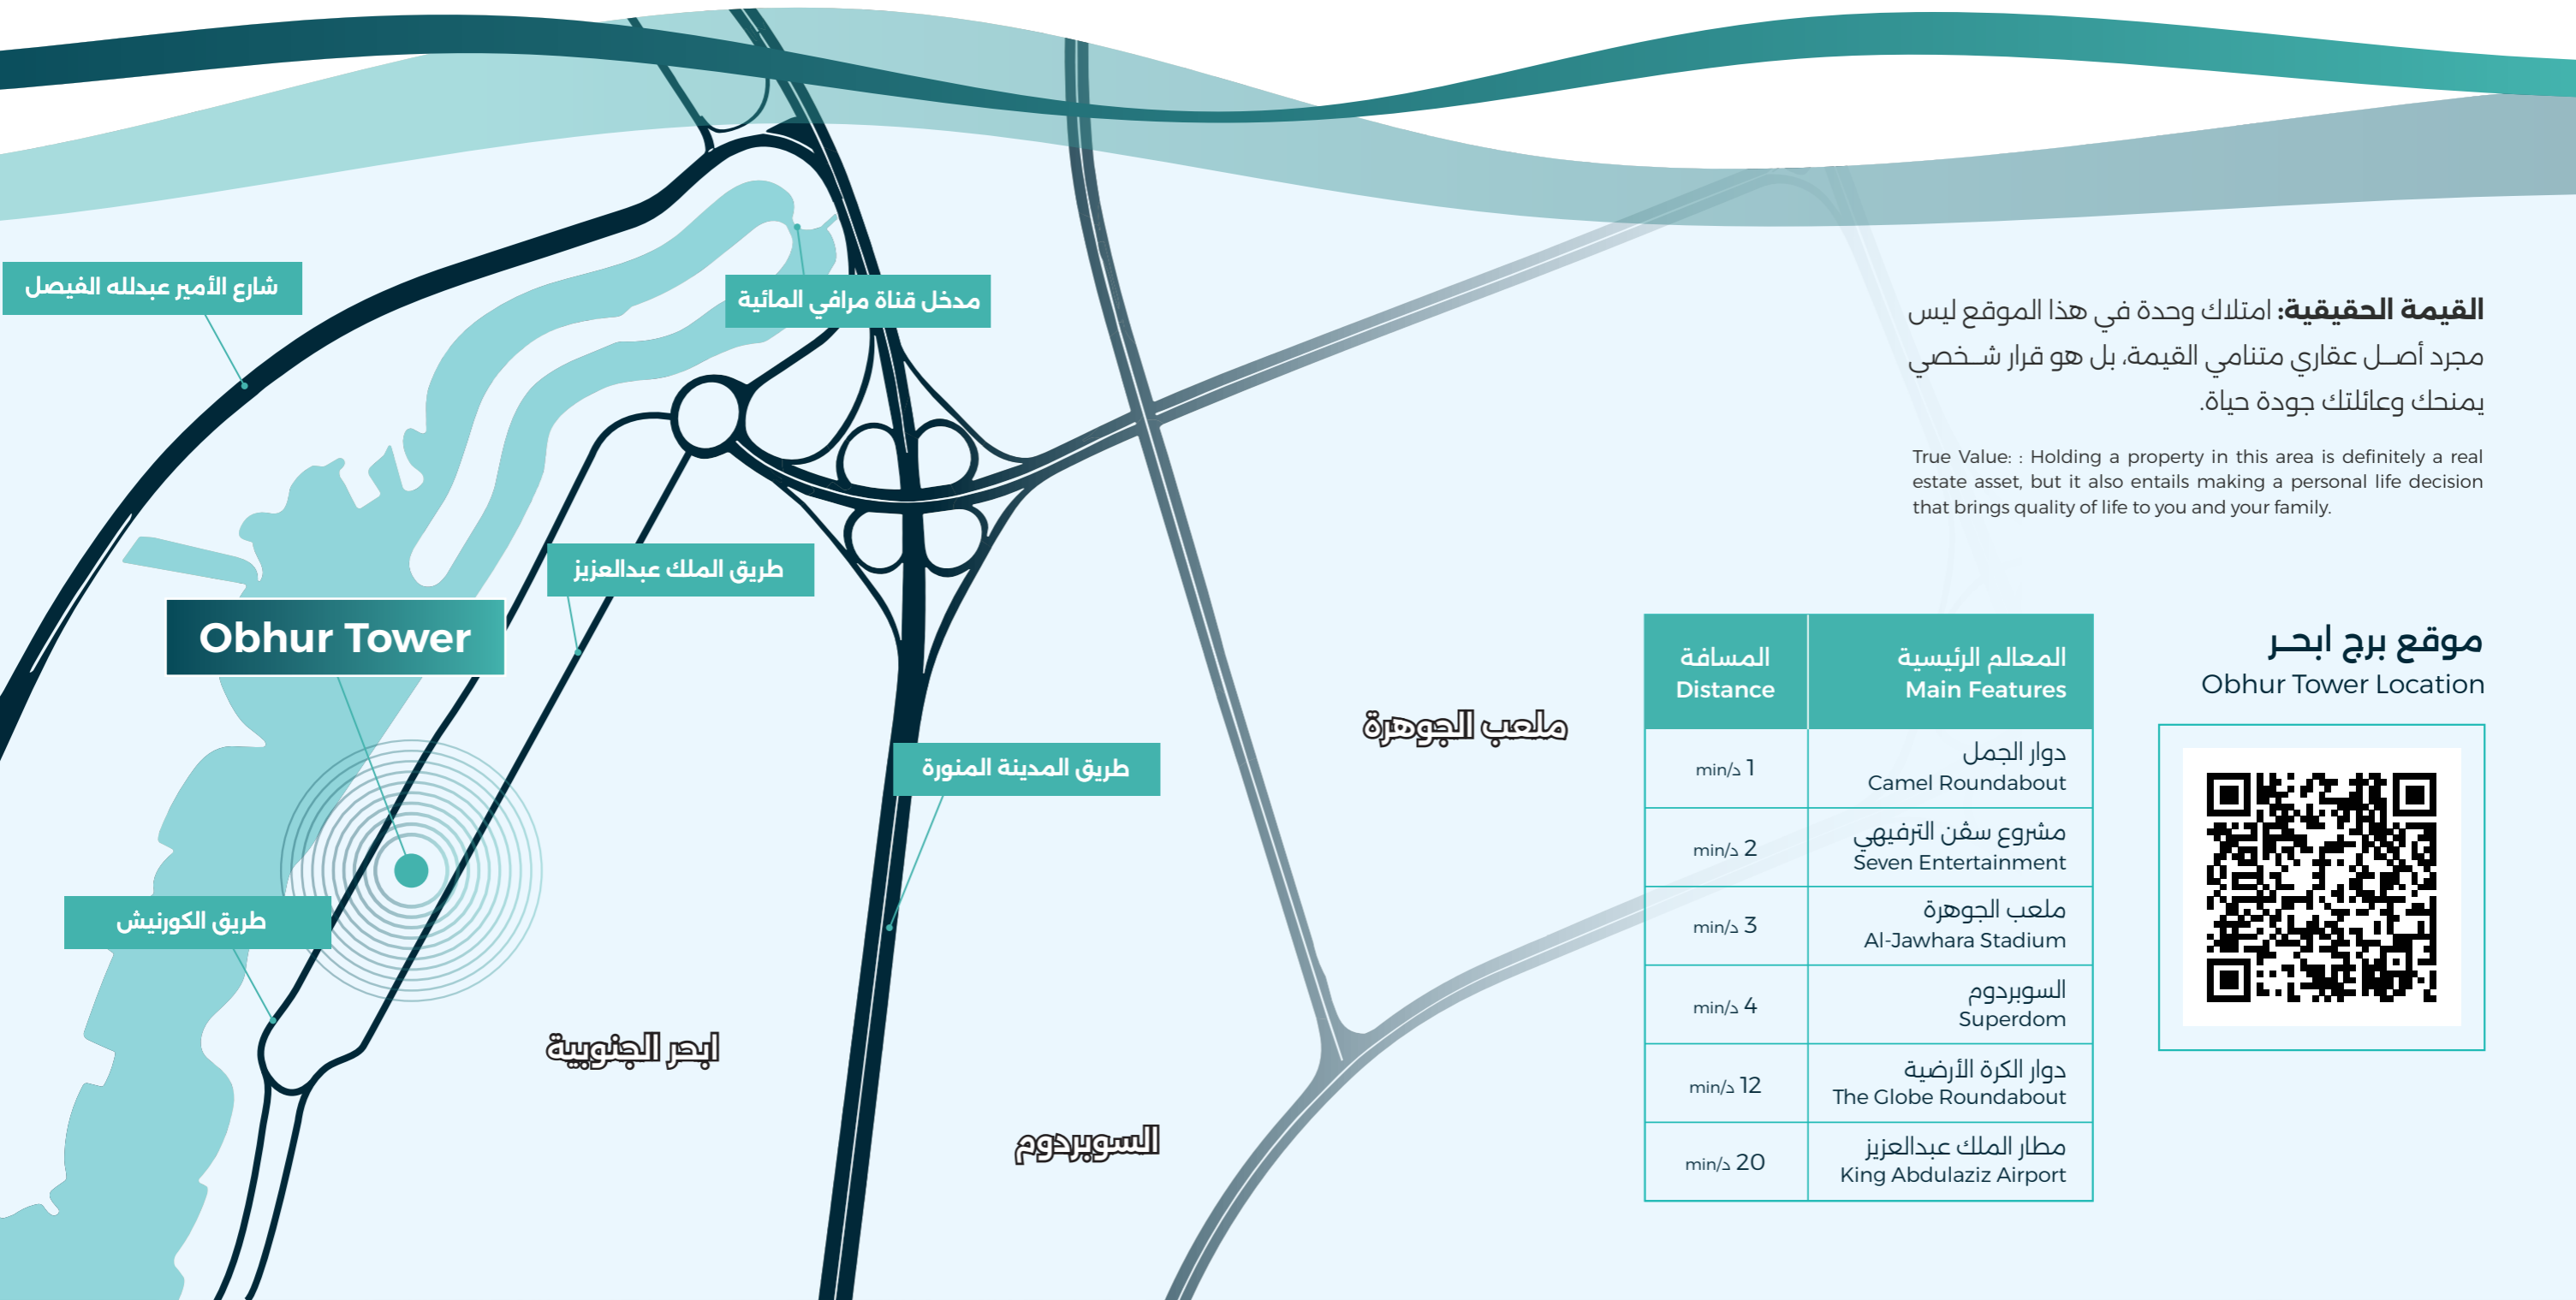 شارع الأمير عبدلله الفيصل
مدخل قناة مرافي المائية
طريق الملك عبدالعزيز
Obhur Tower
طريق المدينة المنورة
طريق الكورنيش
ملعب الجوهرة
ابحر الجنوبية
السوبردوم
القيمة الحقيقية: امتلاك وحدة في هذا الموقع ليس
مجرد أصل عقاري متنامي القيمة، بل هو قرار شخصي
يمنحك وعائلتك جودة حياة.
True Value: : Holding a property in this area is definitely a real
estate asset, but it also entails making a personal life decision
that brings quality of life to you and your family.
موقع برج ابحر
Obhur Tower Location
المعالم الرئيسية المسافة
Main Features Distance
دوار الجمل
Camel Roundabout
1 د/min
مشروع سڤن الترفيهي
Seven Entertainment
2 د/min
ملعب الجوهرة
Al-Jawhara Stadium
3 د/min
السوبردوم
Superdom
4 د/min
دوار الكرة الأرضية
The Globe Roundabout
12 د/min
مطار الملك عبدالعزيز
King Abdulaziz Airport
20 د/min